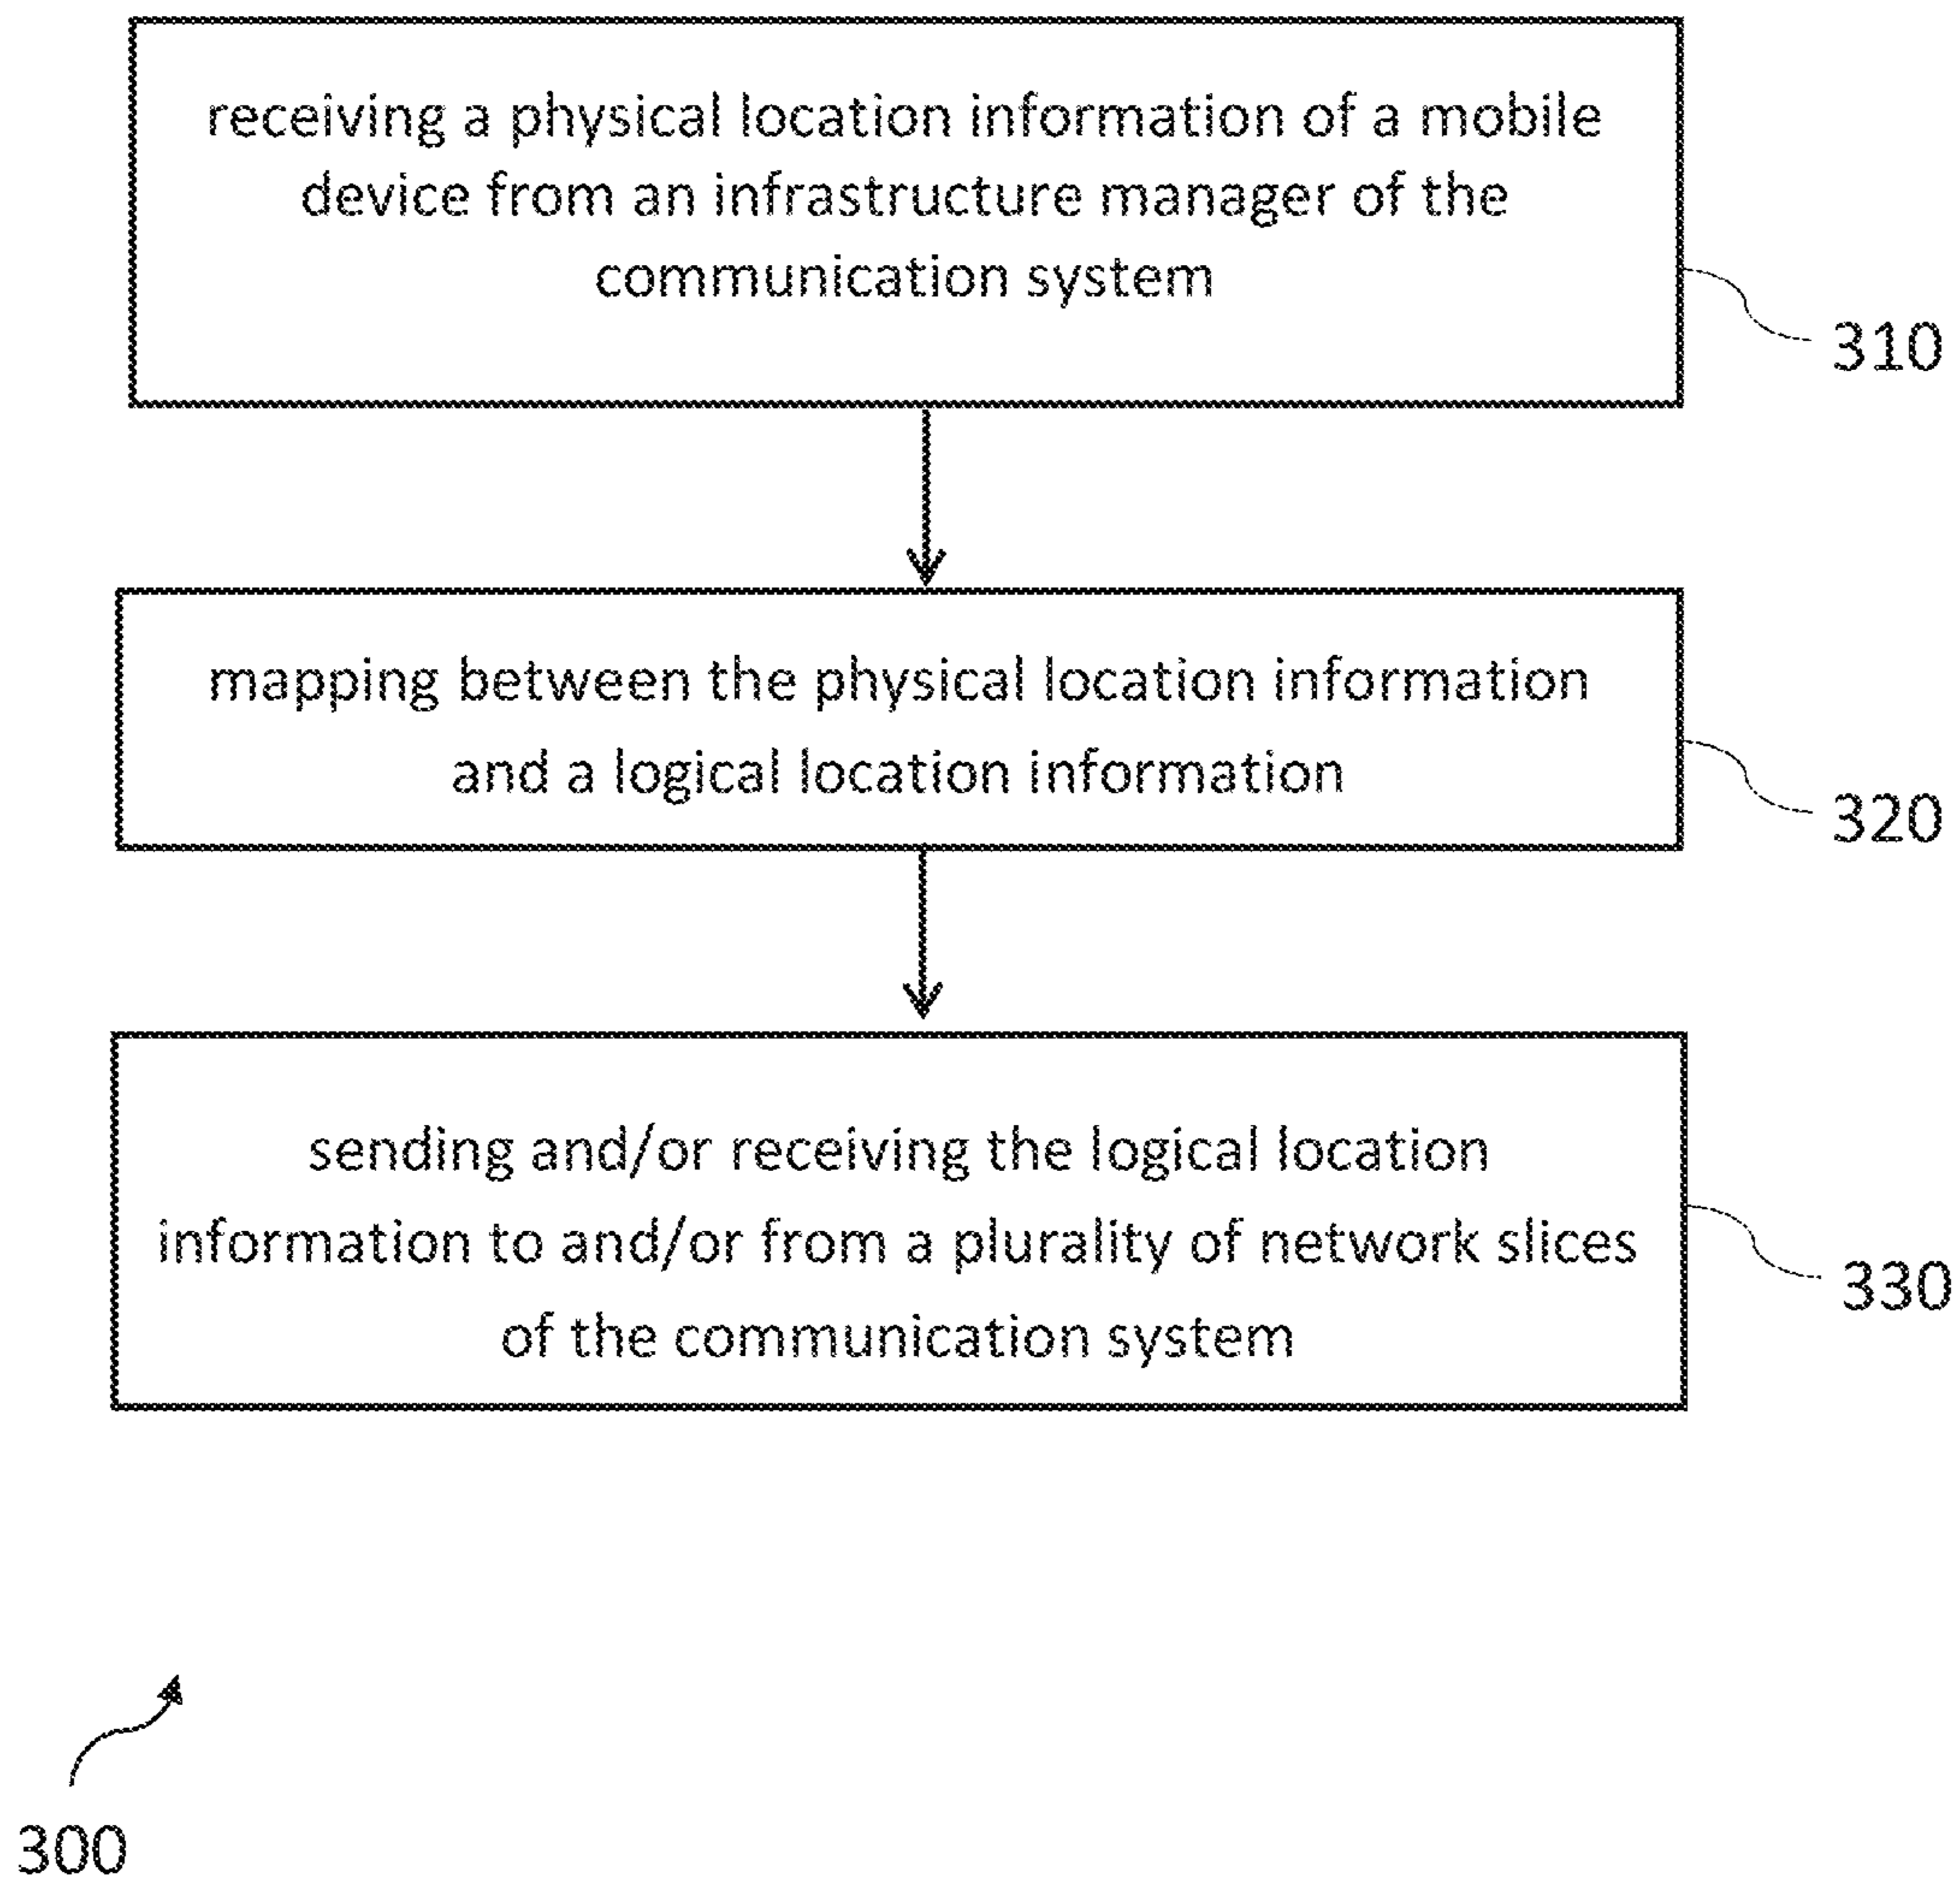 receiving a physical location information of a mobile
device from an infrastructure manager of the
communication system
310
mapping between the physical location information
and a logical location information
320
sending and/or receiving the logical location
information to and/or from a plurality of network slices
of the communication system
330
300